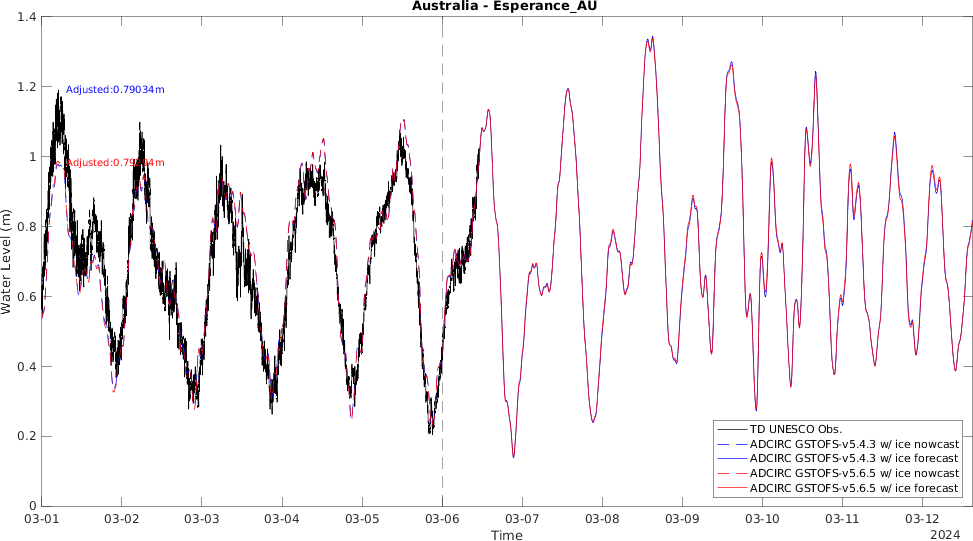 Australia - Esperance_AU
1.4
1.2
1
0.8
0.6
0.4
0.2
0
Water Level (m)
Adjusted:0.79034m
TD UNESCO Obs.
ADCIRC GSTOFS-v5.4.3 w/ ice nowcast
ADCIRC GSTOFS-v5.4.3 w/ ice forecast
ADCIRC GSTOFS-v5.6.5 w/ ice nowcast
ADCIRC GSTOFS-v5.6.5 w/ ice forecast
03-01 03-02 03-03 03-04 03-05 03-06 03-07 03-08 03-09 03-10 03-11 03-12
2024
Time